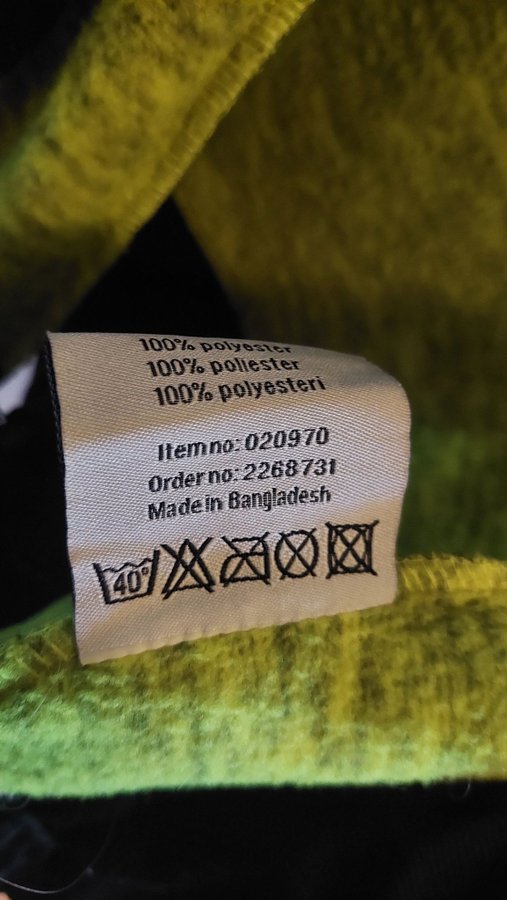 100% polyester
100% poliester
100% polyesteri
Item no: 020970
Order no: 2268731
Made in Bangladesh
40°